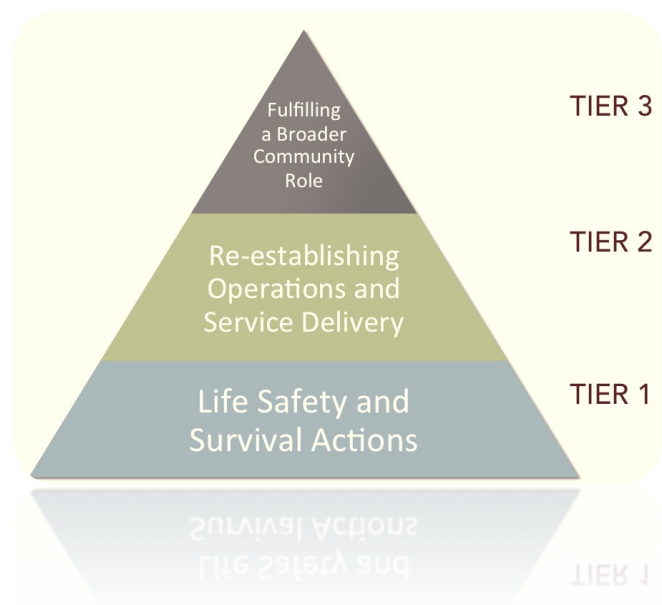 Fulfilling
a Broader
Community
Role
TIER 3
Re-establishing
Operations and
Service Delivery
TIER 2
Life Safety and
Survival Actions
TIER 1